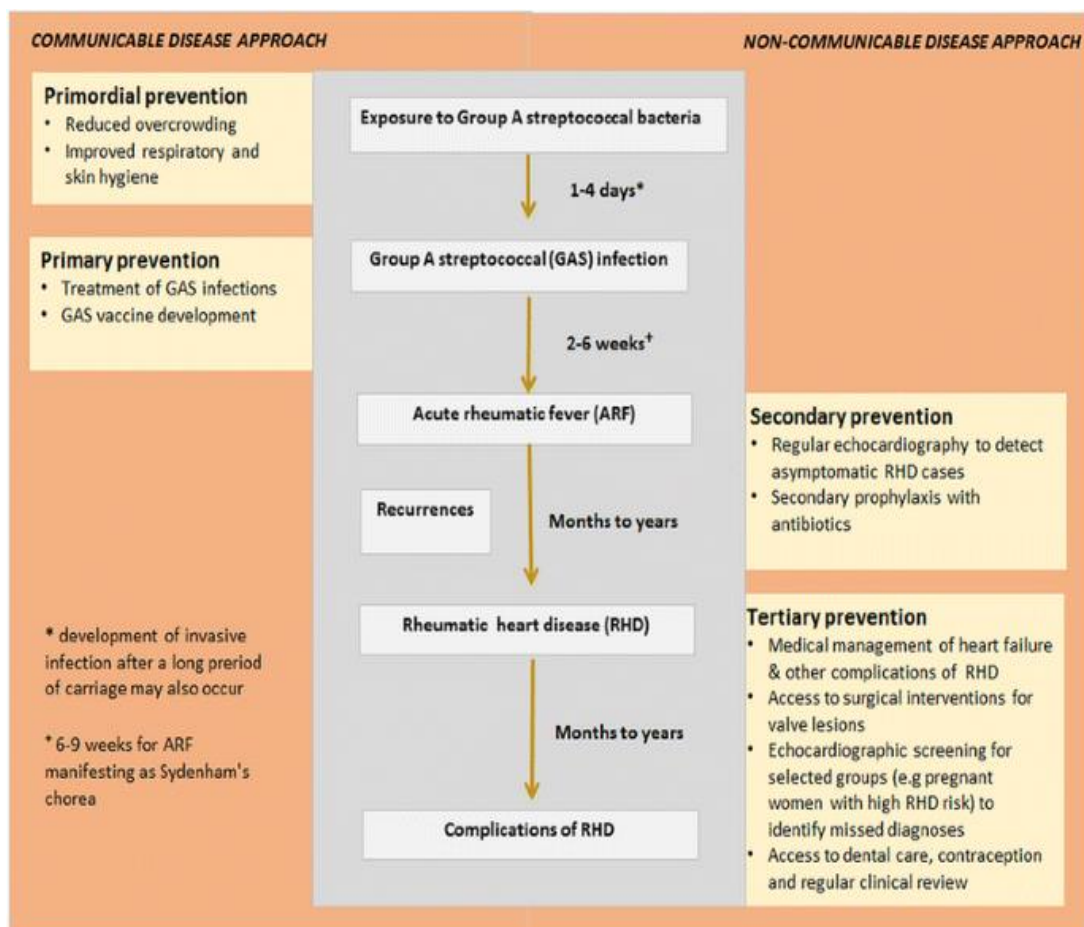 COMMUNICABLE DISEASE APPROACH
NON-COMMUNICABLE DISEASE APPROACH
Primordial prevention
• Reduced overcrowding
• Improved respiratory and
skin hygiene
Primary prevention
• Treatment of GAS infections
• GAS vaccine development
* development of invasive
infection after a long preriod
of carriage may also occur
⁺ 6-9 weeks for ARF
manifesting as Sydenham's
chorea
Exposure to Group A streptococcal bacteria
1-4 days*
Group A streptococcal (GAS) infection
2-6 weeks⁺
Acute rheumatic fever (ARF)
Recurrences
Months to years
Rheumatic heart disease (RHD)
Months to years
Complications of RHD
Secondary prevention
• Regular echocardiography to detect
asymptomatic RHD cases
• Secondary prophylaxis with
antibiotics
Tertiary prevention
• Medical management of heart failure
& other complications of RHD
• Access to surgical interventions for
valve lesions
• Echocardiographic screening for
selected groups (e.g pregnant
women with high RHD risk) to
identify missed diagnoses
• Access to dental care, contraception
and regular clinical review